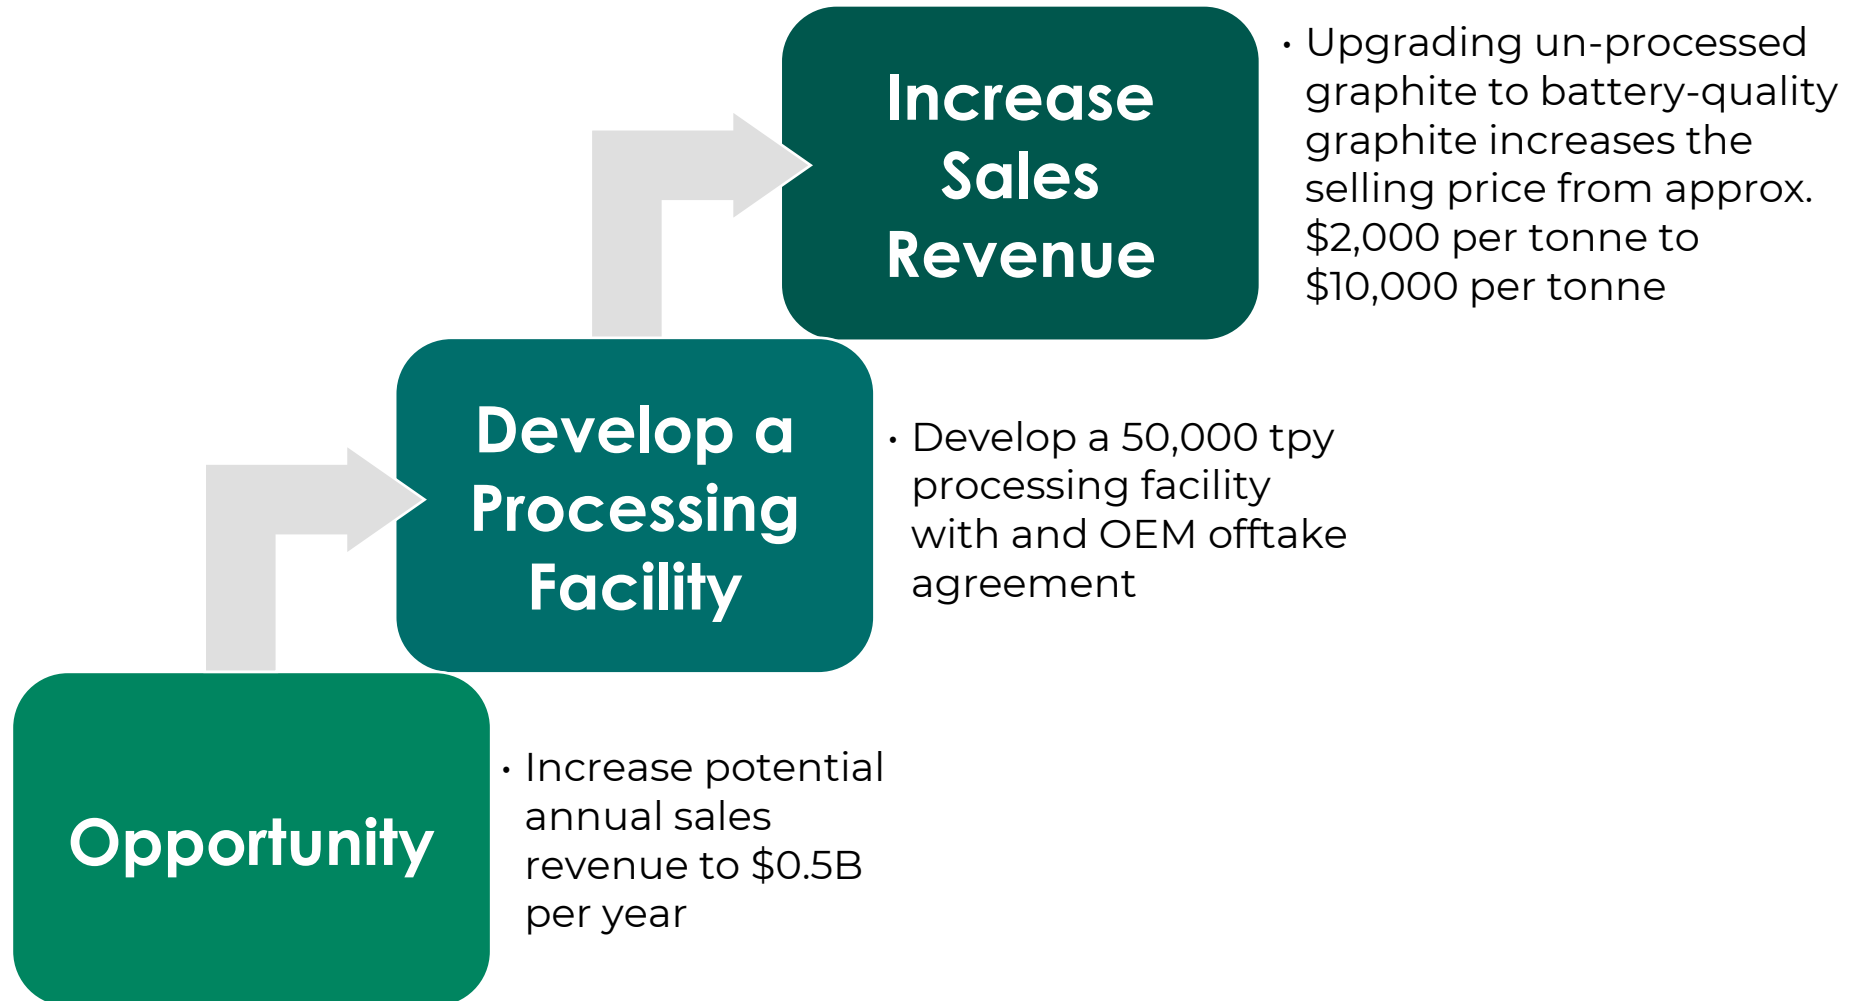 Increase
Sales
Revenue
• Upgrading un-processed
graphite to battery-quality
graphite increases the
selling price from approx.
$2,000 per tonne to
$10,000 per tonne
Develop a
Processing
Facility
• Develop a 50,000 tpy
processing facility
with and OEM offtake
agreement
Opportunity
• Increase potential
annual sales
revenue to $0.5B
per year